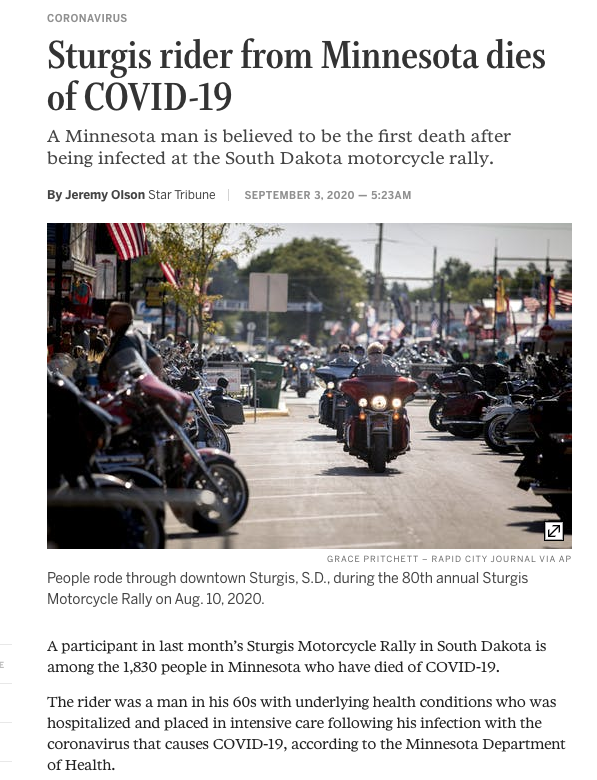 CORONAVIRUS
Sturgis rider from Minnesota dies
of COVID-19
A Minnesota man is believed to be the first death after
being infected at the South Dakota motorcycle rally.
By Jeremy Olson Star Tribune | SEPTEMBER 3, 2020 — 5:23AM
GRACE PRITCHETT – RAPID CITY JOURNAL VIA AP
People rode through downtown Sturgis, S.D., during the 80th annual Sturgis
Motorcycle Rally on Aug. 10, 2020.
A participant in last month's Sturgis Motorcycle Rally in South Dakota is
among the 1,830 people in Minnesota who have died of COVID-19.
The rider was a man in his 60s with underlying health conditions who was
hospitalized and placed in intensive care following his infection with the
coronavirus that causes COVID-19, according to the Minnesota Department
of Health.